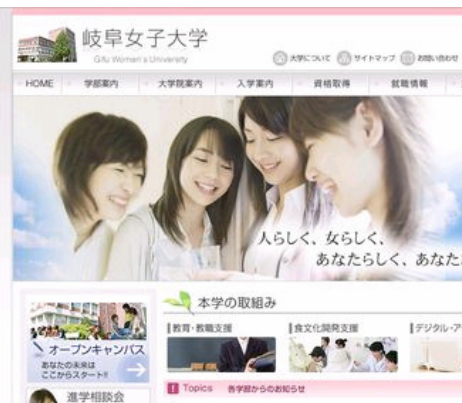 岐阜女子大学
Gifu Women's University
大学について サイトマップ お問い合わせ
HOME 学部案内 大学院案内 入学案内 資格取得 就職情報
人らしく、女らしく、
あなたらしく、あなた
本学の取組み
教育・教職支援 食文化開発支援 デジタル・ア
オープンキャンパス
あなたの未来は
ここからスタート!!
Topics 各学部からのお知らせ
進学相談会